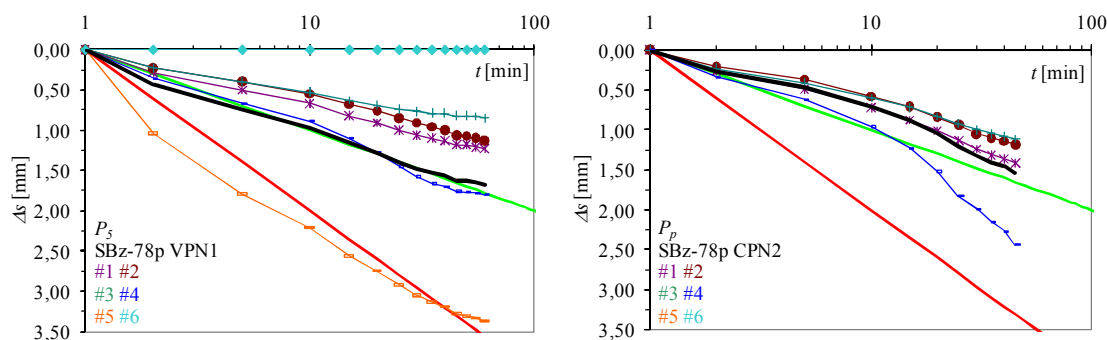 1 10 100
0,00
0,50
1,00
1,50
2,00
2,50
3,00
3,50
Δs [mm]
t [min]
P5
SBz-78p VPN1
#1 #2
#3 #4
#5 #6
1 10 100
0,00
0,50
1,00
1,50
2,00
2,50
3,00
3,50
Δs [mm]
t [min]
Pp
SBz-78p CPN2
#1 #2
#3 #4
#5 #6